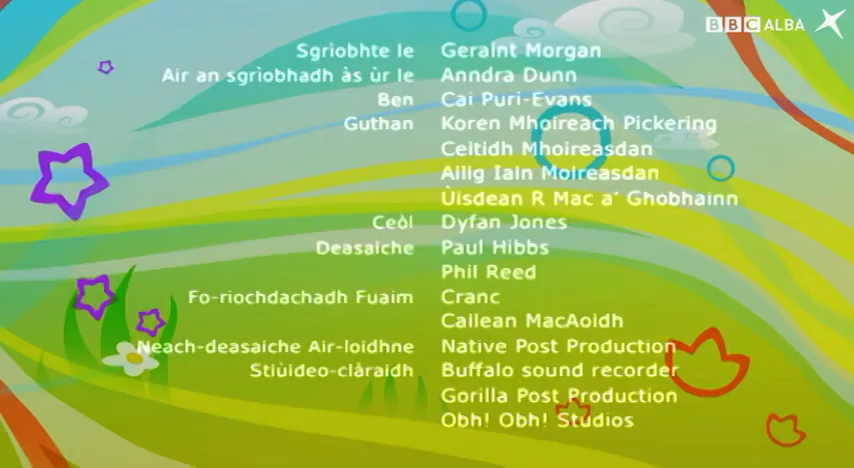 BBC ALBA
Sgrìobhte le Geraint Morgan
Air an sgrìobhadh às ùr le Anndra Dunn
Ben Cai Puri-Evans
Guthan Koren Mhoireach Pickering
Ceitidh Mhoireasdan
Ailig Iain Moireasdan
Ùisdean R Mac a' Ghobhainn
Ceòl Dyfan Jones
Deasaiche Paul Hibbs
Phil Reed
Fo-riochdachadh Fuaim Cranc
Cailean MacAoidh
Neach-deasaiche Air-loidhne Native Post Production
Stiùideo-clàraidh Buffalo sound recorder
Gorilla Post Production
Obh! Obh! Studios